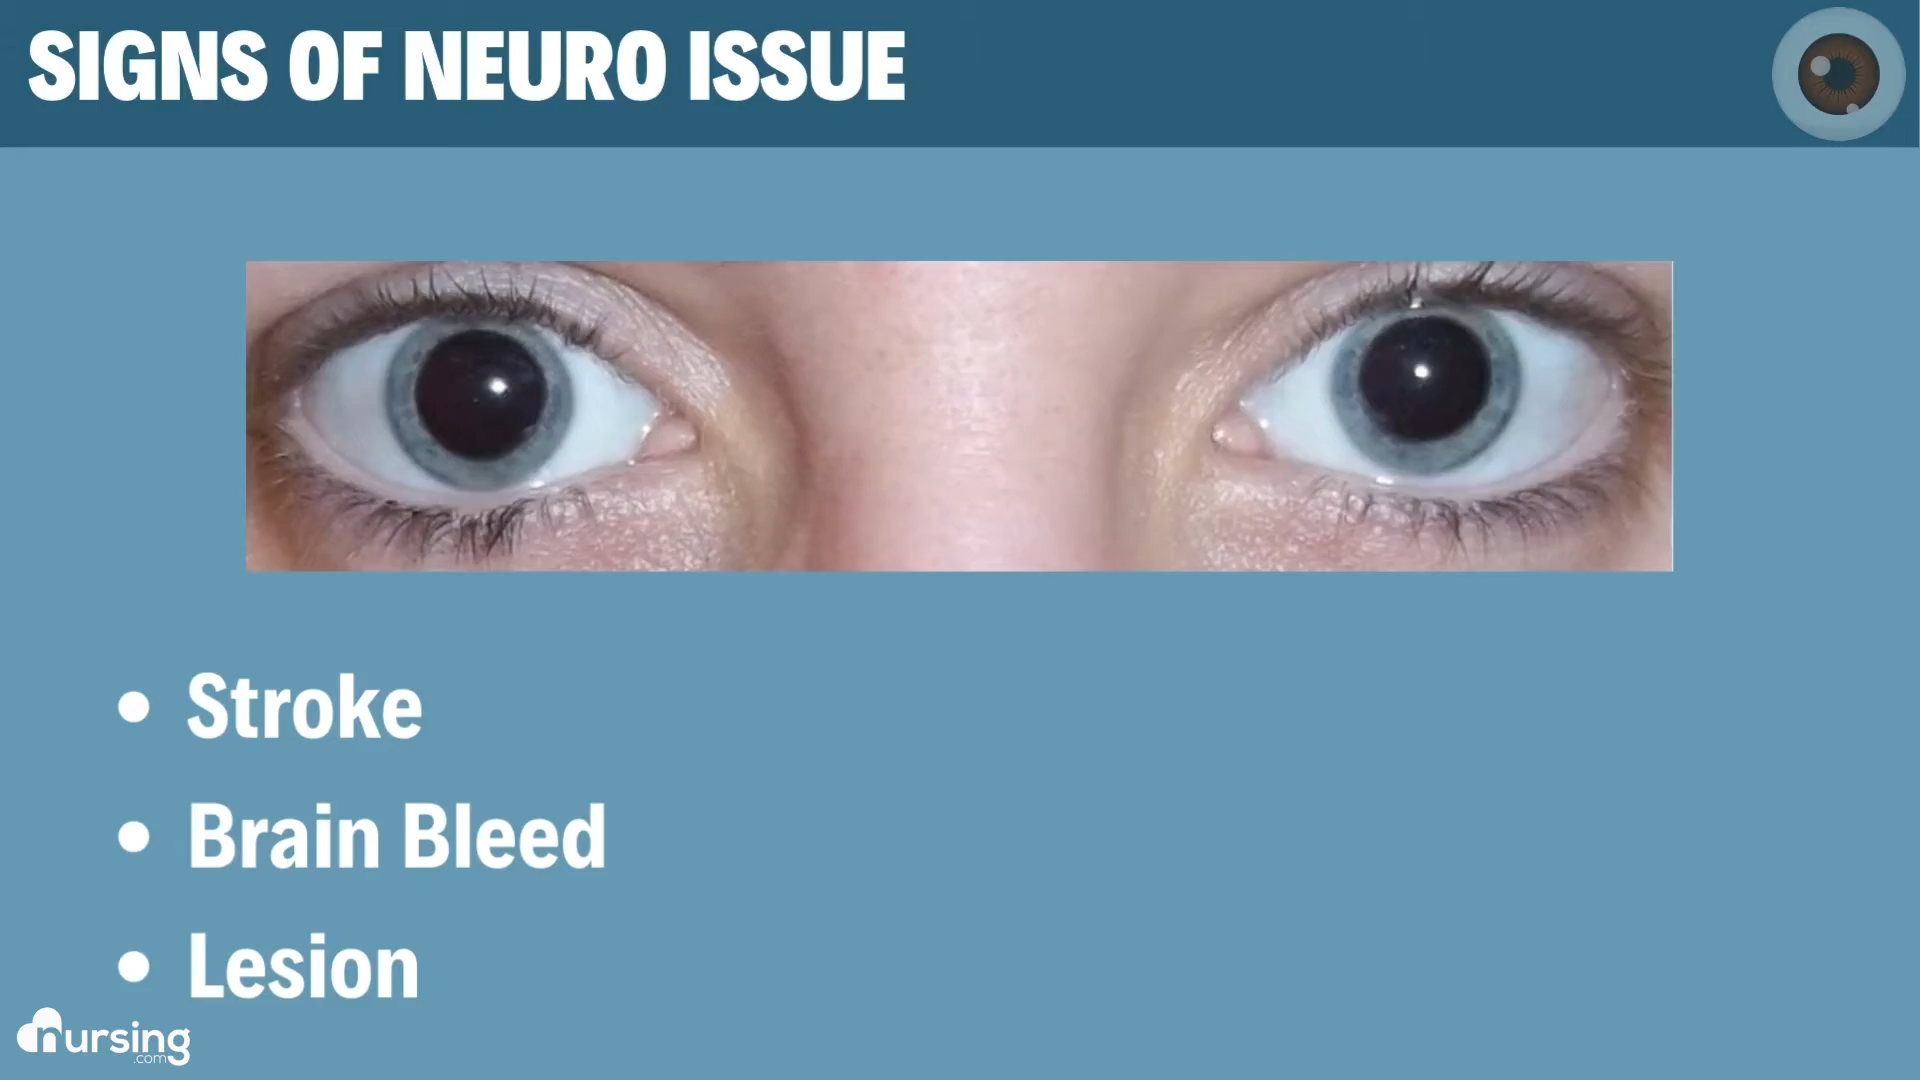 SIGNS OF NEURO ISSUE
• Stroke
• Brain Bleed
• Lesion
nursing
.com